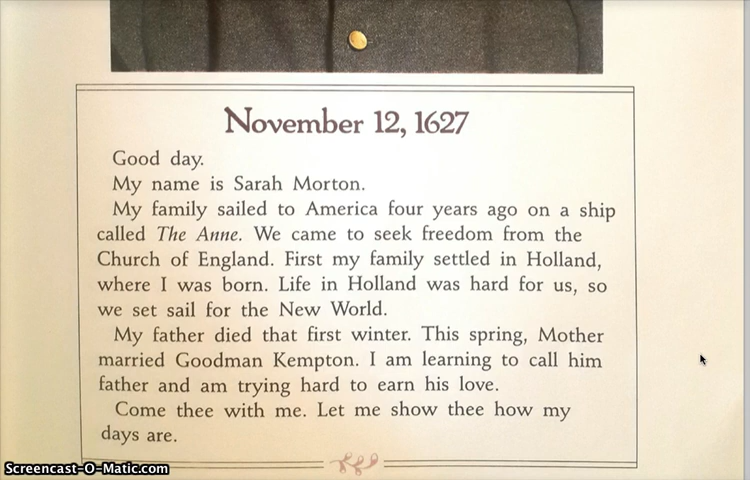 November 12, 1627
Good day.
My name is Sarah Morton.
My family sailed to America four years ago on a ship
called The Anne. We came to seek freedom from the
Church of England. First my family settled in Holland,
where I was born. Life in Holland was hard for us, so
we set sail for the New World.
My father died that first winter. This spring, Mother
married Goodman Kempton. I am learning to call him
father and am trying hard to earn his love.
Come thee with me. Let me show thee how my
days are.
Screencast-O-Matic.com